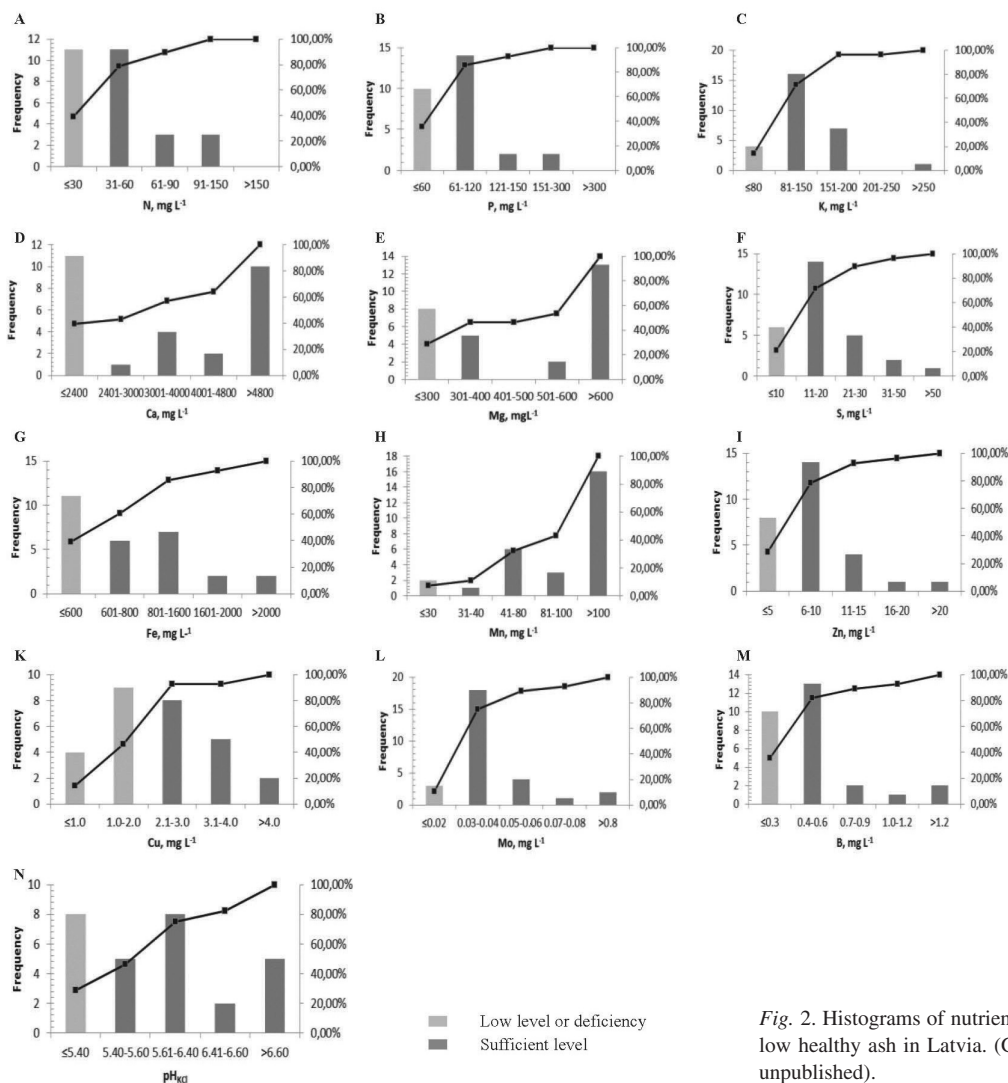 A
B
C
Frequency
12
10
8
6
4
2
0
100,00%
80,00%
60,00%
40,00%
20,00%
0,00%
≤30 31-60 61-90 91-150 >150
N, mg L-1
Frequency
15
10
5
0
100,00%
80,00%
60,00%
40,00%
20,00%
0,00%
≤60 61-120 121-150 151-300 >300
P, mg L-1
Frequency
20
15
10
5
0
100,00%
80,00%
60,00%
40,00%
20,00%
0,00%
≤80 81-150 151-200 201-250 >250
K, mg L-1
D
E
F
Frequency
12
10
8
6
4
2
0
100,00%
80,00%
60,00%
40,00%
20,00%
0,00%
≤2400 2401-3000 3001-4000 4001-4800 >4800
Ca, mg L-1
Frequency
14
12
10
8
6
4
2
0
100,00%
80,00%
60,00%
40,00%
20,00%
0,00%
≤300 301-400 401-500 501-600 >600
Mg, mgL-1
Frequency
15
10
5
0
100,00%
80,00%
60,00%
40,00%
20,00%
0,00%
≤10 11-20 21-30 31-50 >50
S, mg L-1
G
H
I
Frequency
15
10
5
0
100,00%
80,00%
60,00%
40,00%
20,00%
0,00%
≤600 601-800 801-1600 1601-2000 >2000
Fe, mg L-1
Frequency
18
16
14
12
10
8
6
4
2
0
100,00%
80,00%
60,00%
40,00%
20,00%
0,00%
≤30 31-40 41-80 81-100 >100
Mn, mg L-1
Frequency
15
10
5
0
100,00%
80,00%
60,00%
40,00%
20,00%
0,00%
≤5 6-10 11-15 16-20 >20
Zn, mg L-1
K
L
M
Frequency
10
8
6
4
2
0
100,00%
80,00%
60,00%
40,00%
20,00%
0,00%
≤1.0 1.0-2.0 2.1-3.0 3.1-4.0 >4.0
Cu, mg L-1
Frequency
20
15
10
5
0
100,00%
80,00%
60,00%
40,00%
20,00%
0,00%
≤0.02 0.03-0.04 0.05-0.06 0.07-0.08 >0.8
Mo, mg L-1
Frequency
14
12
10
8
6
4
2
0
100,00%
80,00%
60,00%
40,00%
20,00%
0,00%
≤0.3 0.4-0.6 0.7-0.9 1.0-1.2 >1.2
B, mg L-1
N
Frequency
10
8
6
4
2
0
100,00%
80,00%
60,00%
40,00%
20,00%
0,00%
≤5.40 5.40-5.60 5.61-6.40 6.41-6.60 >6.60
pHKCl
Low level or deficiency
Sufficient level
Fig. 2. Histograms of nutrien
low healthy ash in Latvia. (C
unpublished).